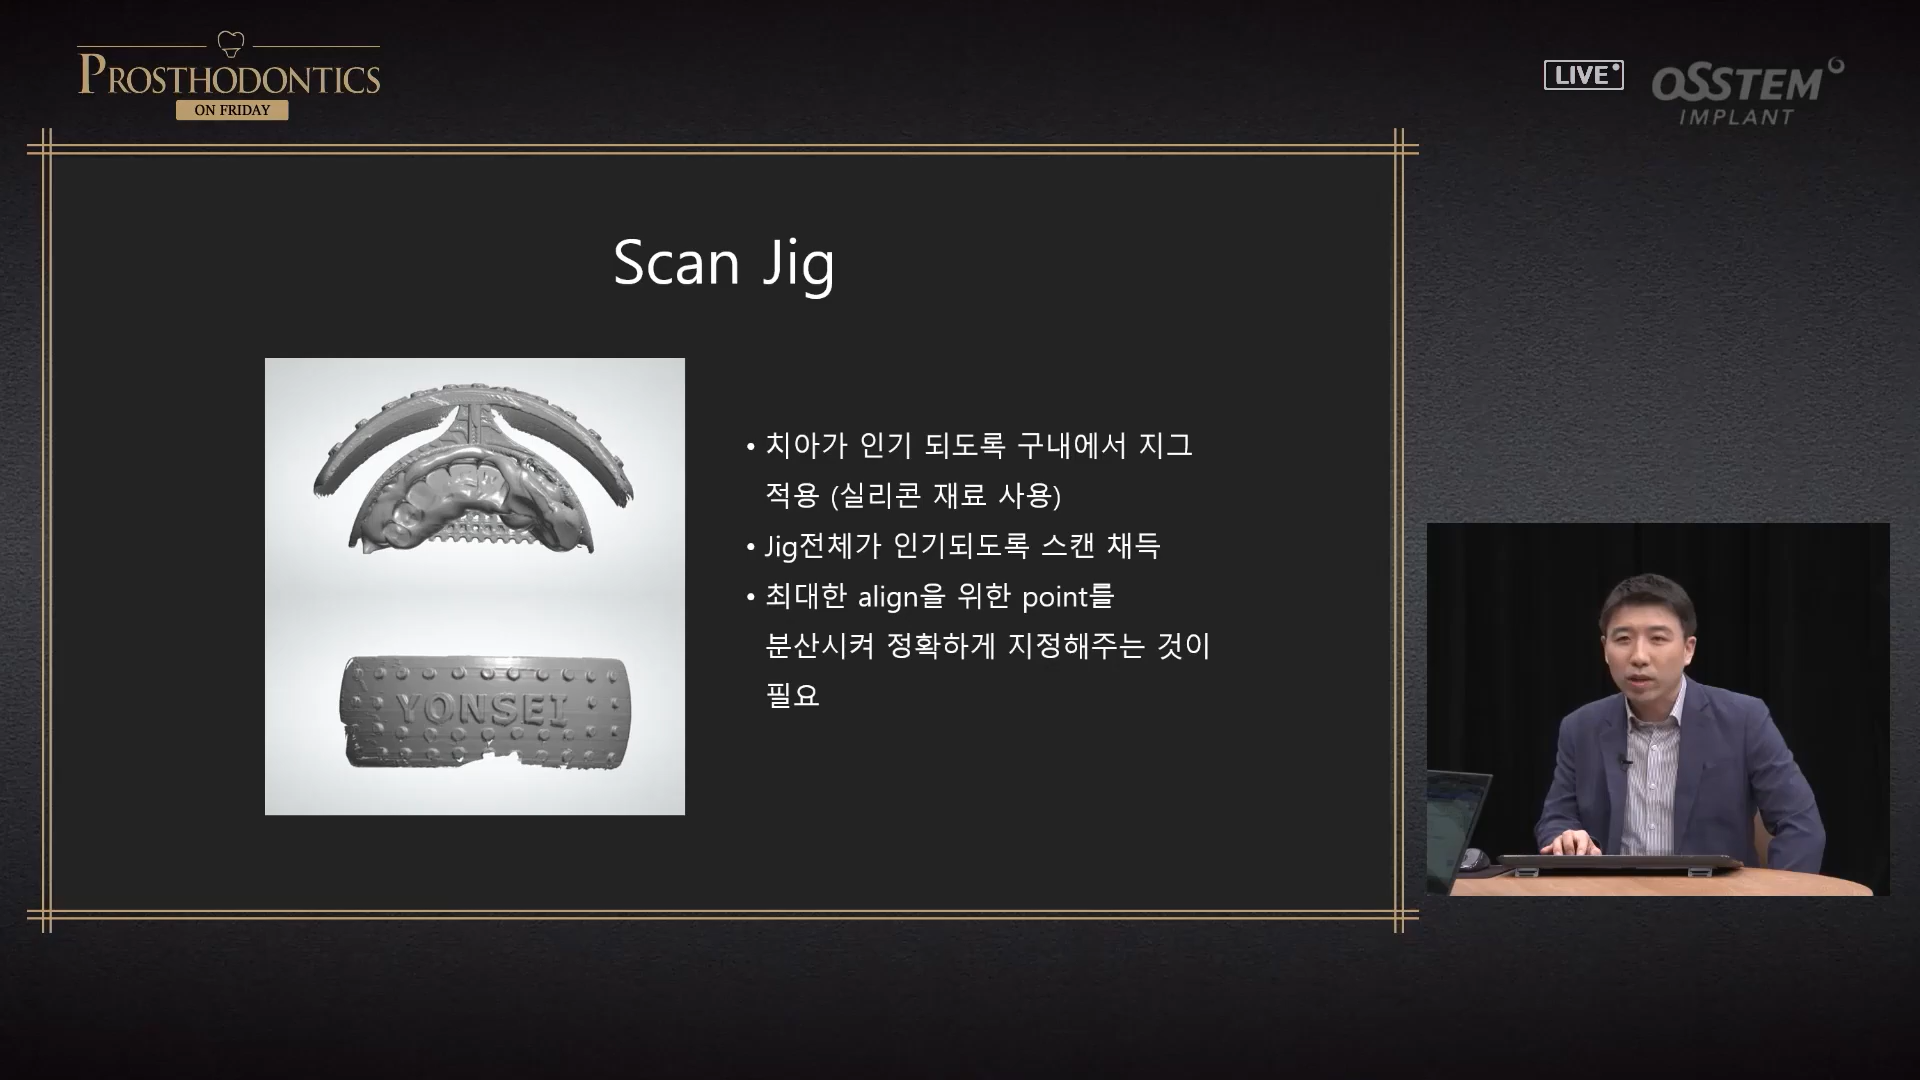 PROSTHODONTICS
ON FRIDAY
LIVE
OSSTEM
IMPLANT
Scan Jig
• 치아가 인기 되도록 구내에서 지그
적용 (실리콘 재료 사용)
• Jig전체가 인기되도록 스캔 채득
• 최대한 align을 위한 point를
분산시켜 정확하게 지정해주는 것이
필요
YONSEI